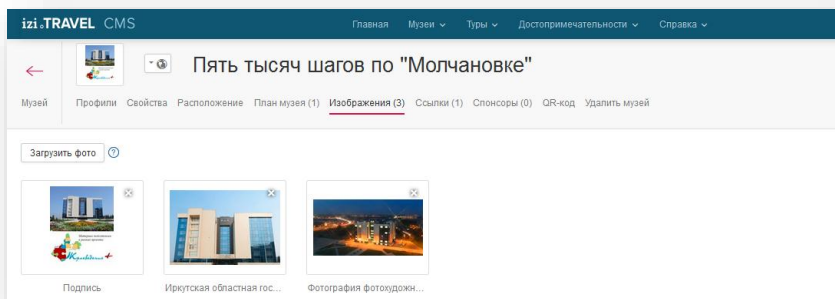 izi.TRAVEL CMS Главная Музеи Туры Достопримечательности Справка
Пять тысяч шагов по "Молчановке"
Музей Профили Свойства Расположение План музея (1) Изображения (3) Ссылки (1) Спонсоры (0) QR-код Удалить музей
Загрузить фото ?
Подпись Иркутская областная гос... Фотография фотохудожн...